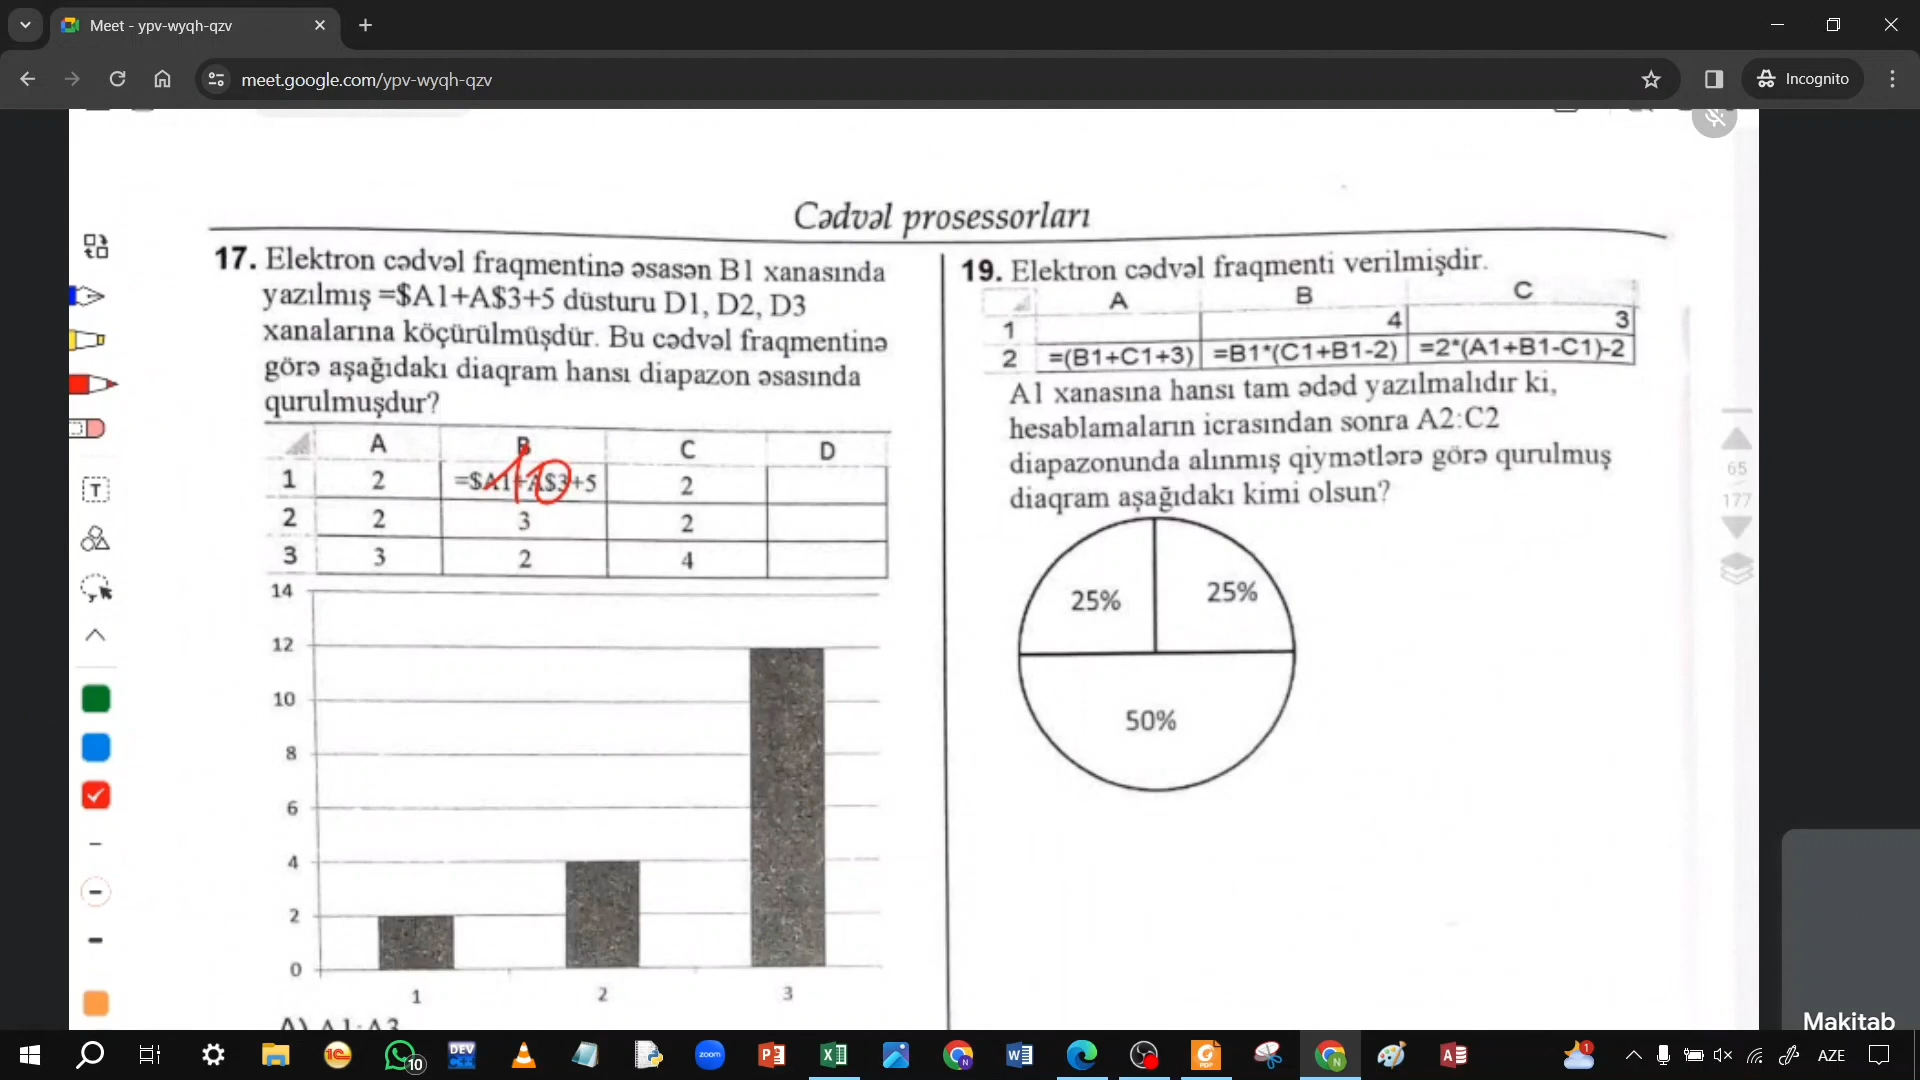 Meet - ypv-wyqh-qzv
meet.google.com/ypv-wyqh-qzv
Incognito
Cədvəl prosessorları
17. Elektron cədvəl fraqmentinə əsasən B1 xanasında
yazılmış =$A1+A$3+5 düsturu D1, D2, D3
xanalarına köçürülmüşdür. Bu cədvəl fraqmentinə
görə aşağıdakı diaqram hansı diapazon əsasında
qurulmuşdur?
A B C D
1 2 =$A1+A$3+5 2
10
2 2 3 2
3 3 2 4
14
12
10
8
6
4
2
0
1 2 3
A) A1:A3
19. Elektron cədvəl fraqmenti verilmişdir.
A B C
1 4 3
2 =(B1+C1+3) =B1*(C1+B1-2) =2*(A1+B1-C1)-2
A1 xanasına hansı tam ədəd yazılmalıdır ki,
hesablamaların icrasından sonra A2:C2
diapazonunda alınmış qiymətlərə görə qurulmuş
diaqram aşağıdakı kimi olsun?
25% 25%
50%
65
177
T
Makitab
10
DEV
C++
zoom
1
AZE